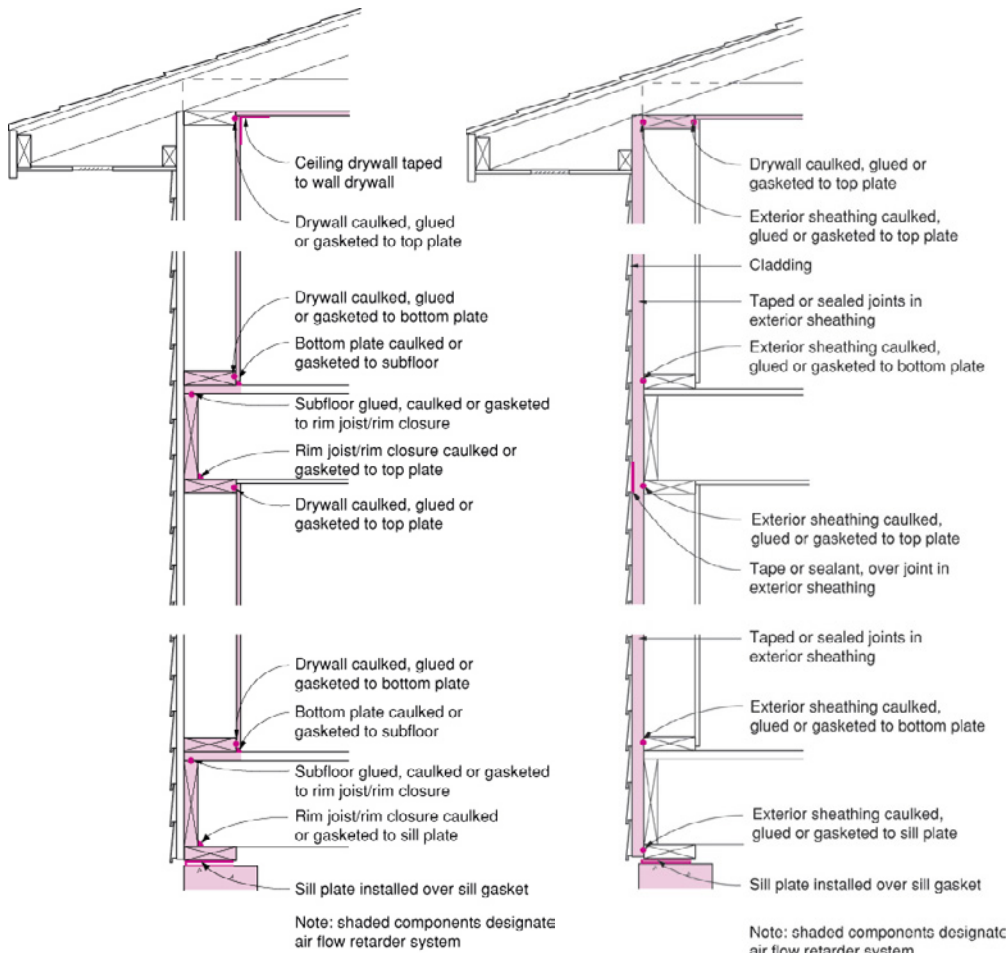 Ceiling drywall taped
to wall drywall
Drywall caulked, glued
or gasketed to top plate
Drywall caulked, glued
or gasketed to bottom plate
Bottom plate caulked or
gasketed to subfloor
Subfloor glued, caulked or gasketed
to rim joist/rim closure
Rim joist/rim closure caulked or
gasketed to top plate
Drywall caulked, glued or
gasketed to top plate
Drywall caulked, glued or
gasketed to bottom plate
Bottom plate caulked or
gasketed to subfloor
Subfloor glued, caulked or gasketed
to rim joist/rim closure
Rim joist/rim closure caulked
or gasketed to sill plate
Sill plate installed over sill gasket
Note: shaded components designate
air flow retarder system
Drywall caulked, glued or
gasketed to top plate
Exterior sheathing caulked,
glued or gasketed to top plate
Cladding
Taped or sealed joints in
exterior sheathing
Exterior sheathing caulked,
glued or gasketed to bottom plate
Exterior sheathing caulked,
glued or gasketed to top plate
Tape or sealant, over joint in
exterior sheathing
Taped or sealed joints in
exterior sheathing
Exterior sheathing caulked,
glued or gasketed to bottom plate
Exterior sheathing caulked,
glued or gasketed to sill plate
Sill plate installed over sill gasket
Note: shaded components designate
air flow retarder system